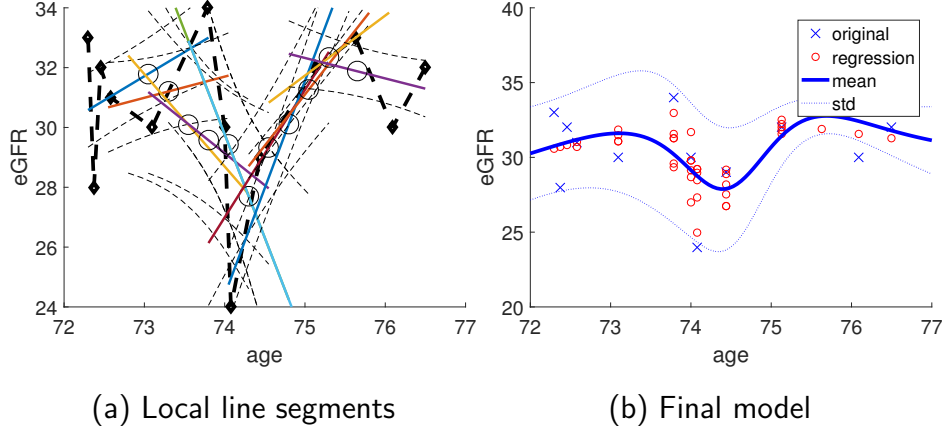 34
32
30
28
26
24
eGFR
72 73 74 75 76 77
age
(a) Local line segments
40
35
30
25
20
eGFR
72 73 74 75 76 77
age
original
regression
mean
std
(b) Final model